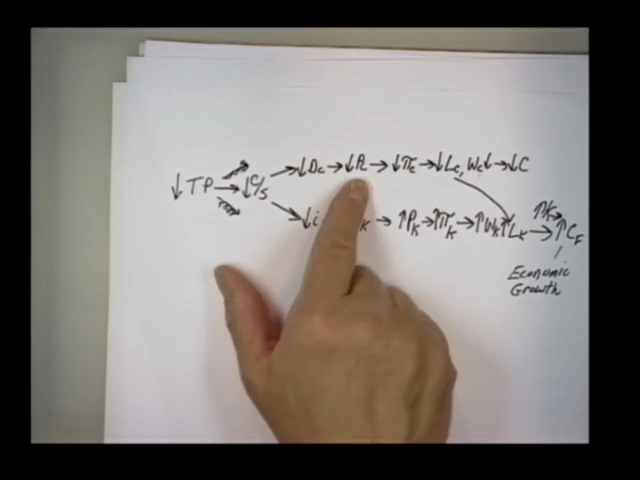 ↓TP → ↓C/S → ↓Dc → ↓Pc → ↓πc → ↓Lc, Wc↓ → ↓C
↓i K → ↑PK → ↑πK → ↑WK ↑LK → ↑CF
↑K
Economic
Growth